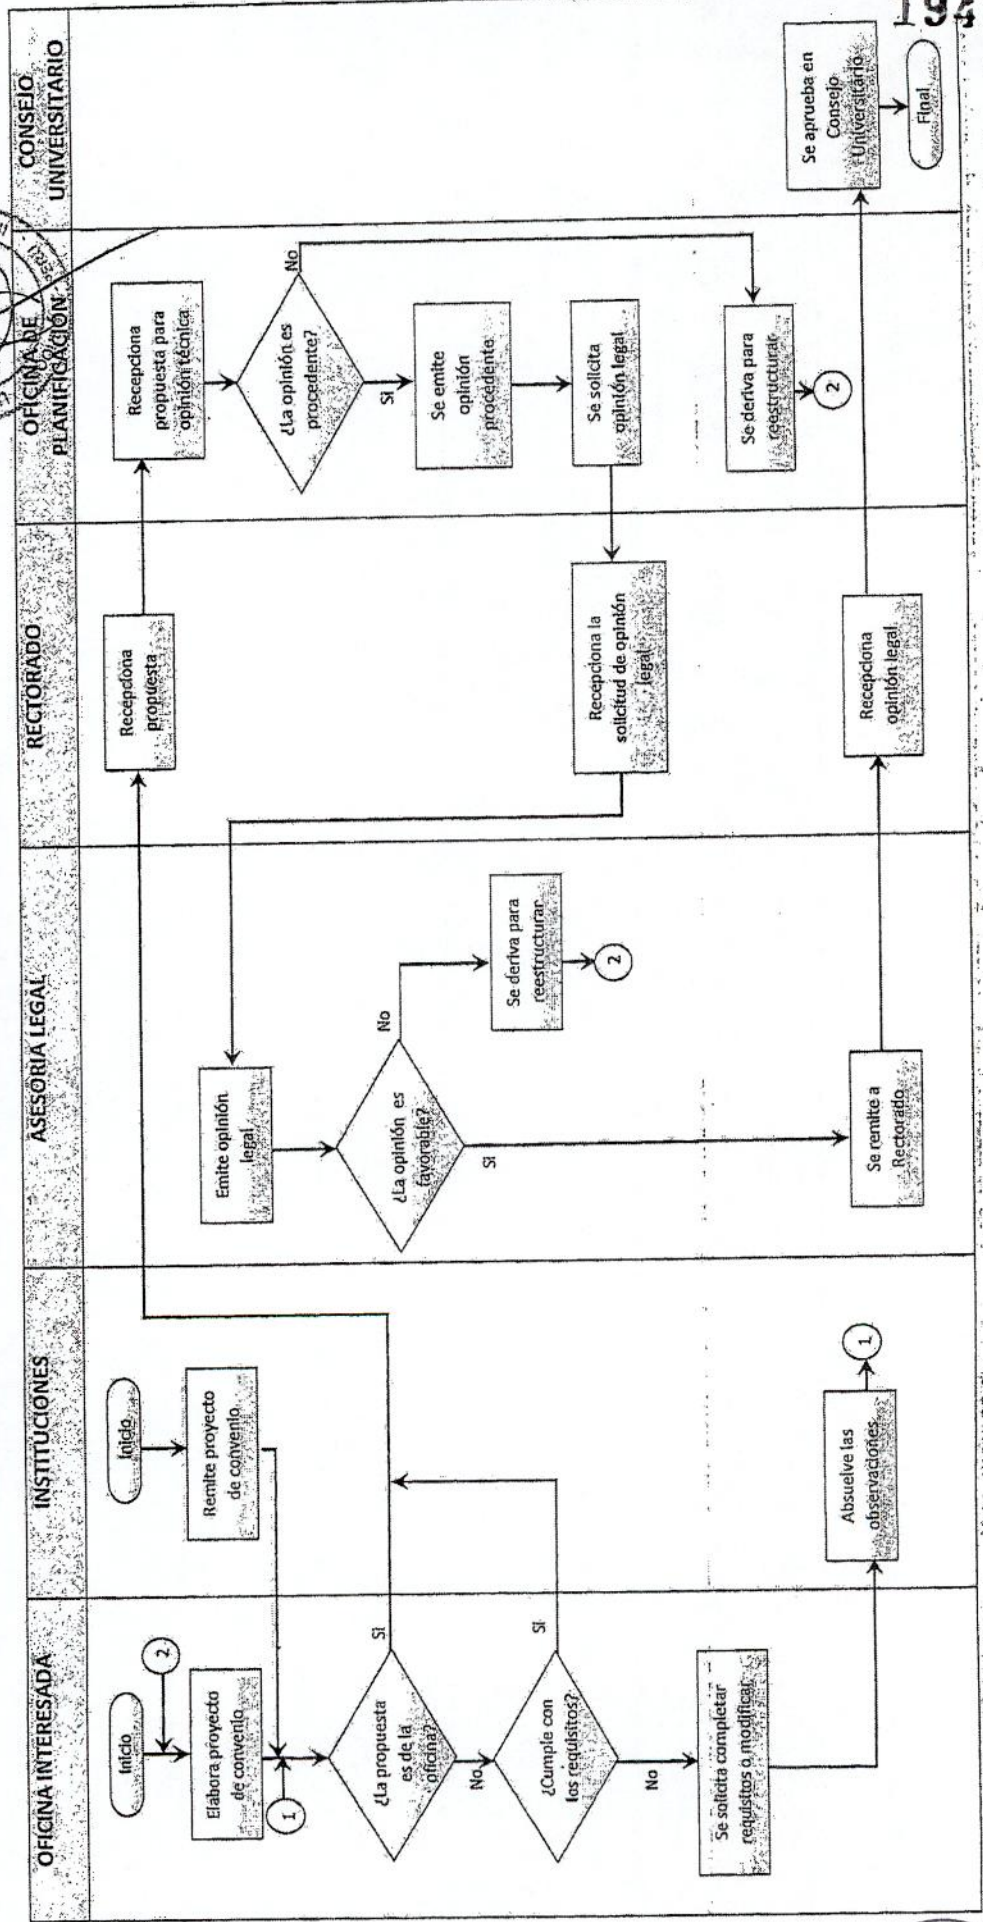 OFICINA INTERESADA
INSTITUCIONES
ASESORIA LEGAL
RECTORADO
OFICINA DE
PLANIFICACIÓN
CONSEJO
UNIVERSITARIO
Inicio
2
Elabora proyecto
de convenio
1
¿La propuesta
es de la
oficina?
Si
No
¿Cumple con
los requisitos?
Si
No
Se solicita completar
requisitos o modificar
Inicio
Remite proyecto
de convenio
Absuelve las
observaciones
1
Emite opinión
legal
¿La opinión es
favorable?
No
Si
Se deriva para
reestructurar
2
Se remite a
Rectorado
Recepciona
propuesta
Recepciona la
solicitud de opinión
legal
Recepciona
opinión legal
Recepciona
propuesta para
opinión técnica
¿La opinión es
procedente?
No
Si
Se emite
opinión
procedente
Se solicita
opinión legal
Se deriva para
reestructurar
2
Se aprueba en
Consejo
Universitario
Final